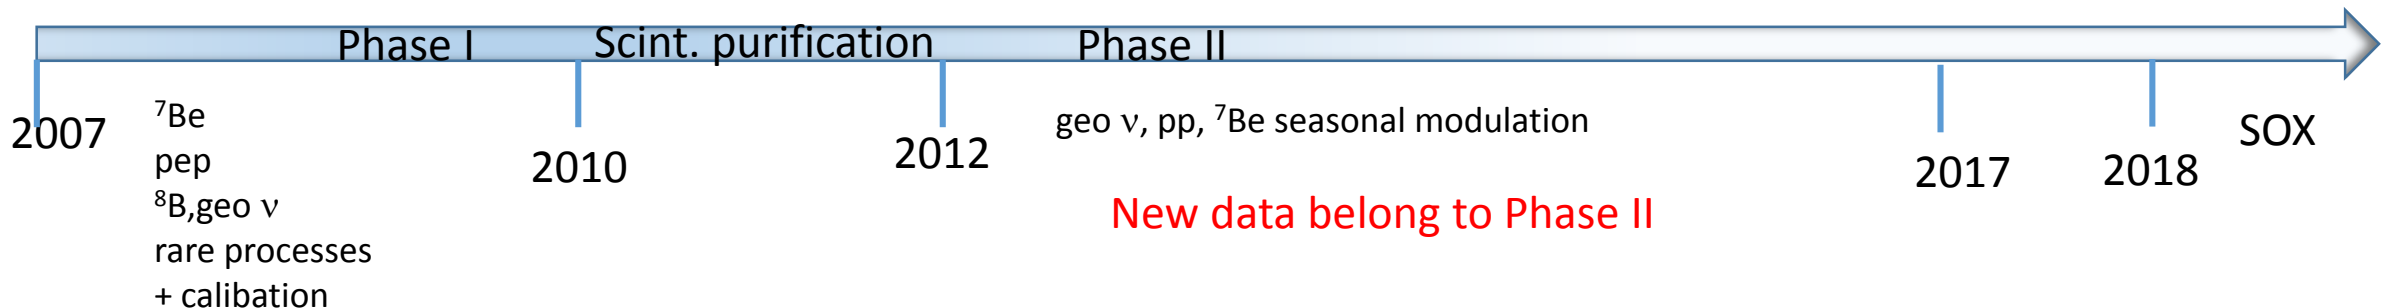 Phase I
Scint. purification
Phase II
2007
⁷Be
pep
⁸B,geo ν
rare processes
+ calibation
2010
2012
geo ν, pp, ⁷Be seasonal modulation
New data belong to Phase II
2017
2018
SOX